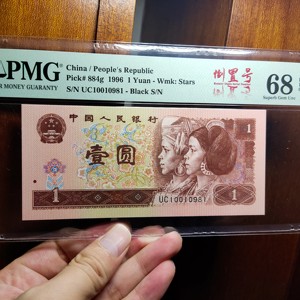 PMG
MONEY GUARANTY
China / People's Republic
Pick# 884g 1996 1 Yuan - Wmk: Stars
S/N UC10010981 - Black S/N
倒置号
68
Superb Gem Unc
中国人民银行
1
壹圆
1
1
UC10010981